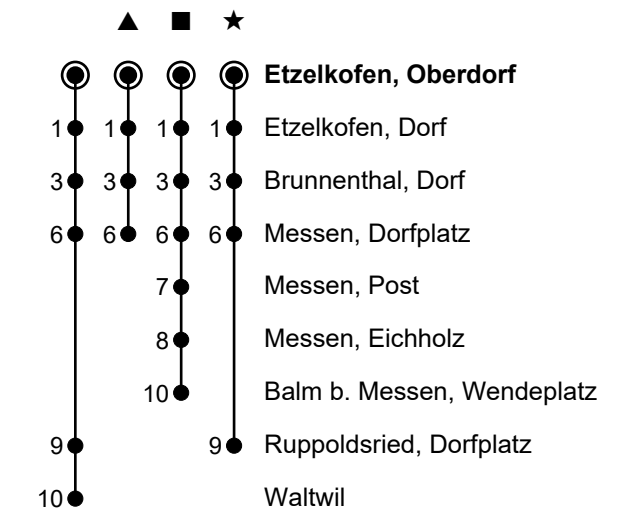 ▲ ■ ★
Etzelkofen, Oberdorf
1 1 1 1 Etzelkofen, Dorf
3 3 3 3 Brunnenthal, Dorf
6 6 6 6 Messen, Dorfplatz
7 Messen, Post
8 Messen, Eichholz
10 Balm b. Messen, Wendeplatz
9 9 Ruppoldsried, Dorfplatz
10 Waltwil